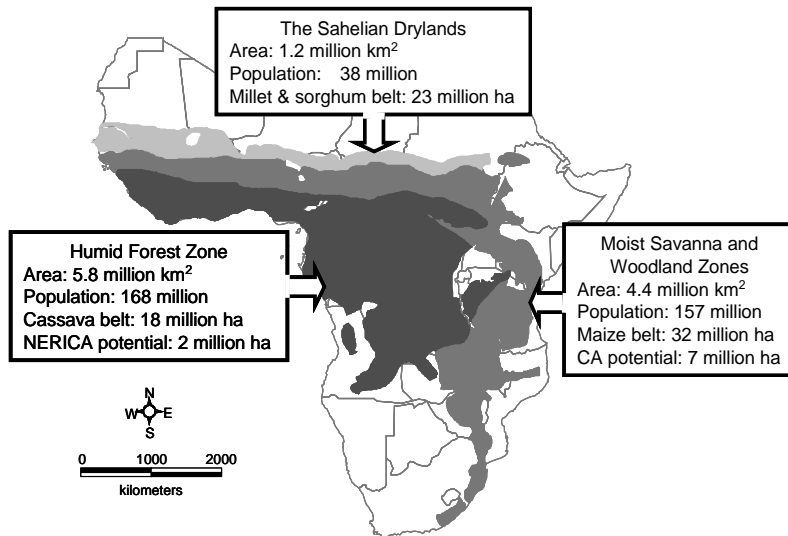 The Sahelian Drylands
Area: 1.2 million km²
Population: 38 million
Millet & sorghum belt: 23 million ha
Humid Forest Zone
Area: 5.8 million km²
Population: 168 million
Cassava belt: 18 million ha
NERICA potential: 2 million ha
Moist Savanna and
Woodland Zones
Area: 4.4 million km²
Population: 157 million
Maize belt: 32 million ha
CA potential: 7 million ha
N
W E
S
0 1000 2000
kilometers